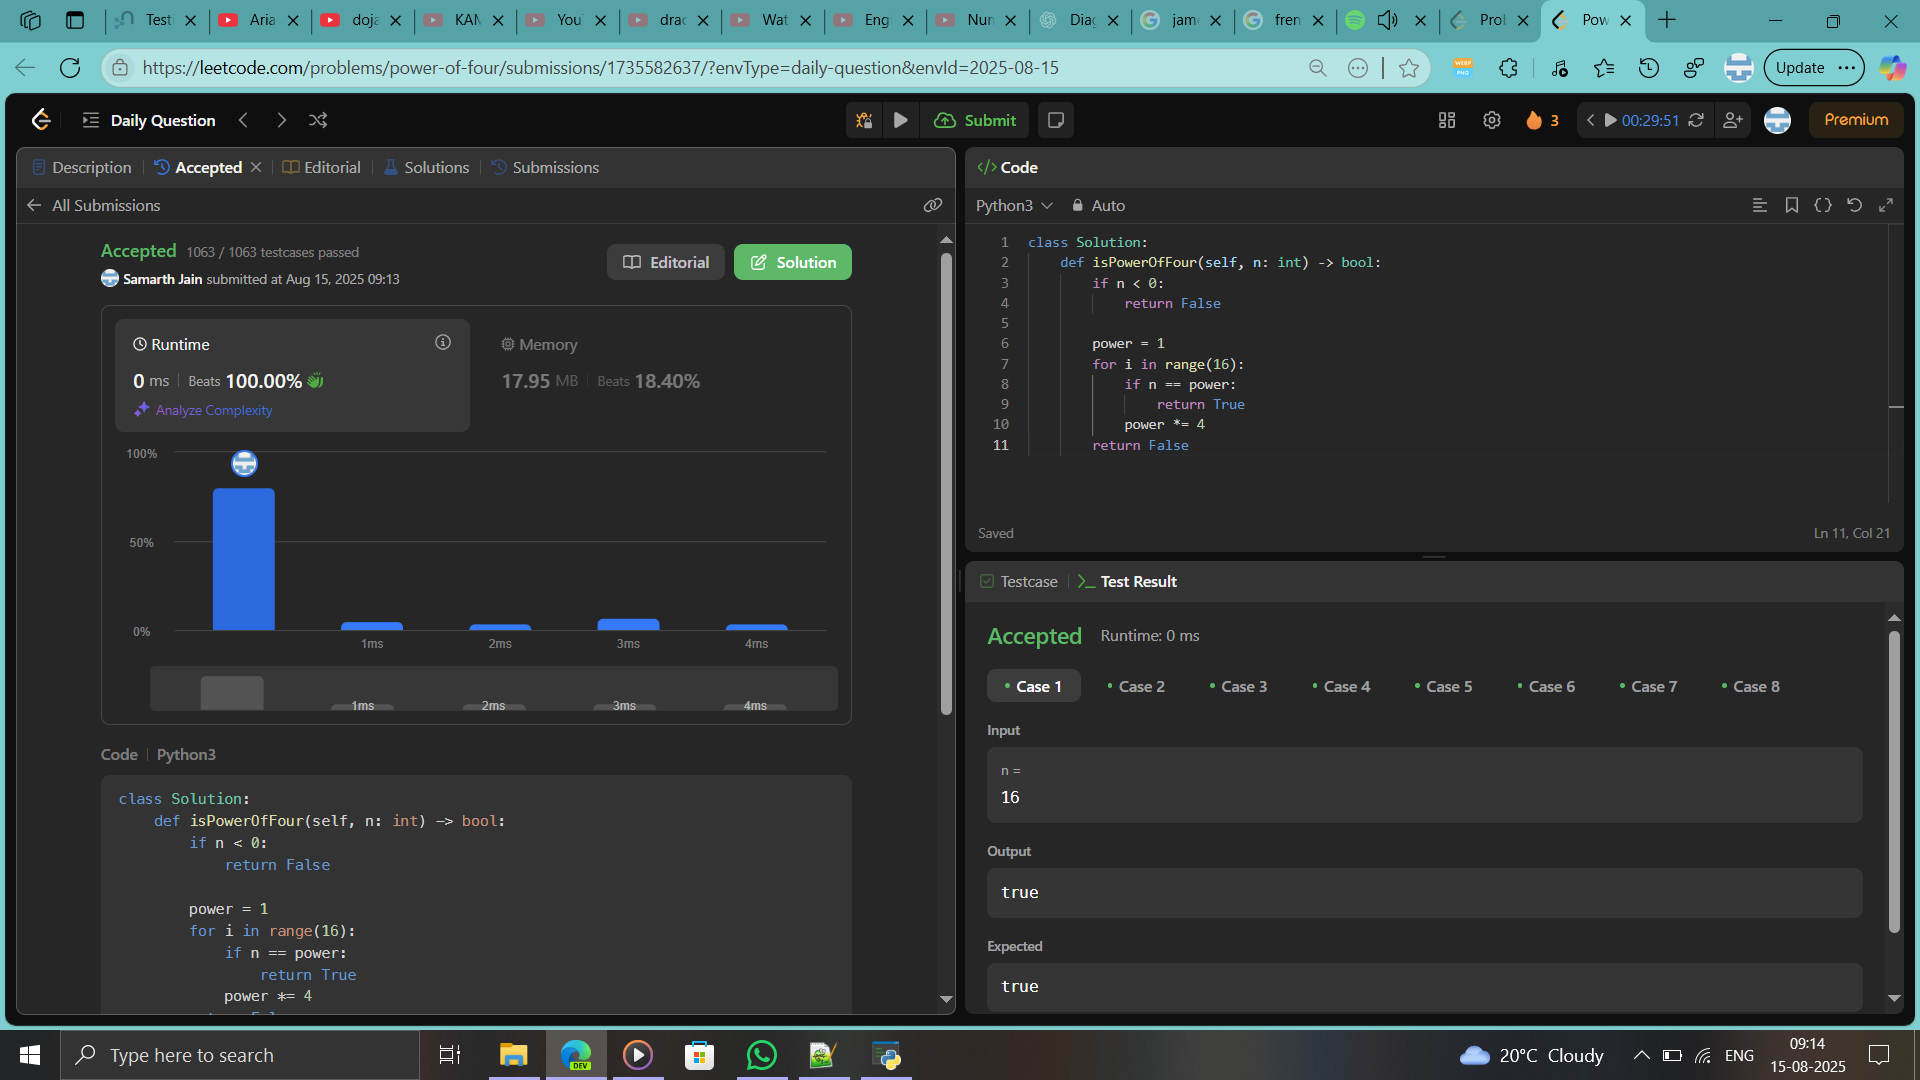 Testi
Aria
doja
KAM
You
drac
Wat
Eng
Nur
Diag
jame
fren
Prol
Pow
https://leetcode.com/problems/power-of-four/submissions/1735582637/?envType=daily-question&envId=2025-08-15
WEBP PNG
Update
Daily Question
Submit
3
00:29:51
Premium
Description
Accepted
Editorial
Solutions
Submissions
All Submissions
Accepted 1063 / 1063 testcases passed
Samarth Jain submitted at Aug 15, 2025 09:13
Editorial
Solution
Runtime
0 ms Beats 100.00%
Analyze Complexity
Memory
17.95 MB Beats 18.40%
100%
50%
0%
1ms 2ms 3ms 4ms
1ms 2ms 3ms 4ms
Code | Python3
class Solution:
def isPowerOfFour(self, n: int) -> bool:
if n < 0:
return False
power = 1
for i in range(16):
if n == power:
return True
power *= 4
</> Code
Python3 Auto
1 class Solution:
2 def isPowerOfFour(self, n: int) -> bool:
3 if n < 0:
4 return False
5
6 power = 1
7 for i in range(16):
8 if n == power:
9 return True
10 power *= 4
11 return False
Saved
Ln 11, Col 21
Testcase
Test Result
Accepted Runtime: 0 ms
Case 1 Case 2 Case 3 Case 4 Case 5 Case 6 Case 7 Case 8
Input
n =
16
Output
true
Expected
true
Type here to search
DEV
20°C Cloudy
ENG
09:14
15-08-2025